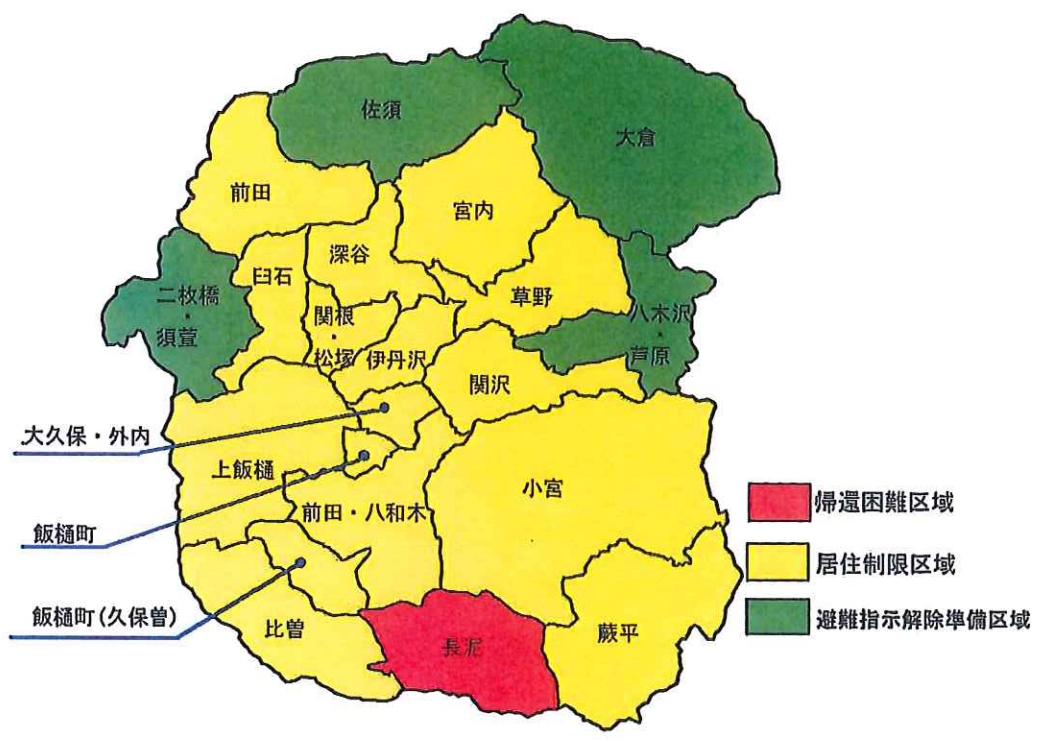 佐須
大倉
前田
宮内
深谷
臼石
二枚橋
・
須萱
草野
関根
・
松塚
八木沢
・
芦原
伊丹沢
関沢
大久保・外内
上飯樋
小宮
飯樋町
前田・八和木
飯樋町(久保曽)
比曽
長泥
蕨平
帰還困難区域
居住制限区域
避難指示解除準備区域